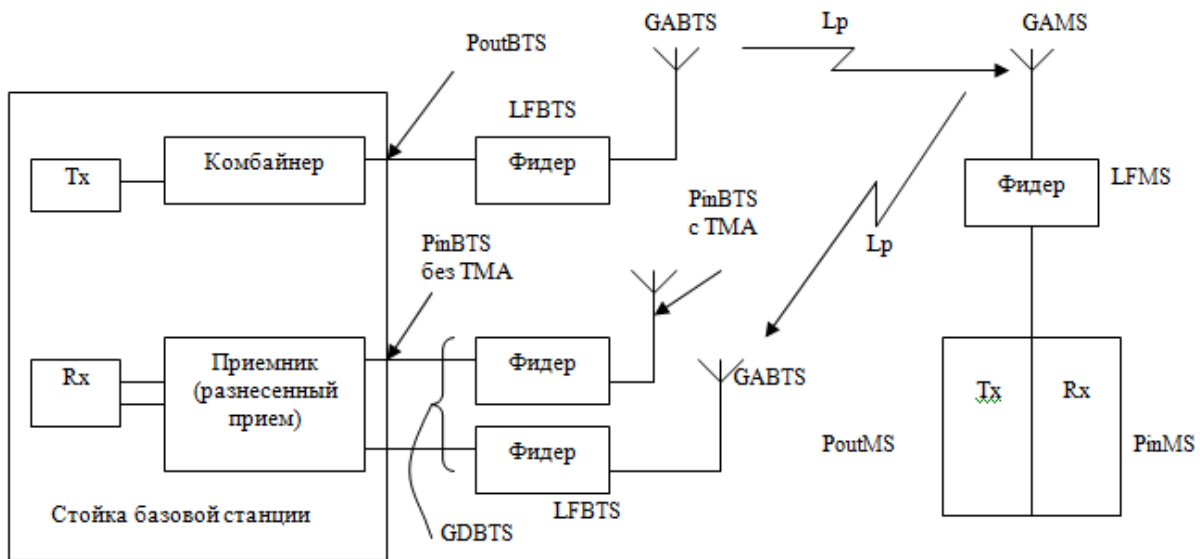 GABTS
Lp
GAMS
PoutBTS
LFBTS
Комбайнер
Фидер
Tx
Фидер
LFMS
PinBTS
с TMA
PinBTS
без TMA
Lp
Приемник
(разнесенный
прием)
Rx
Фидер
GABTS
Tx
Rx
Фидер
PoutMS
PinMS
LFBTS
Стойка базовой станции
GDBTS